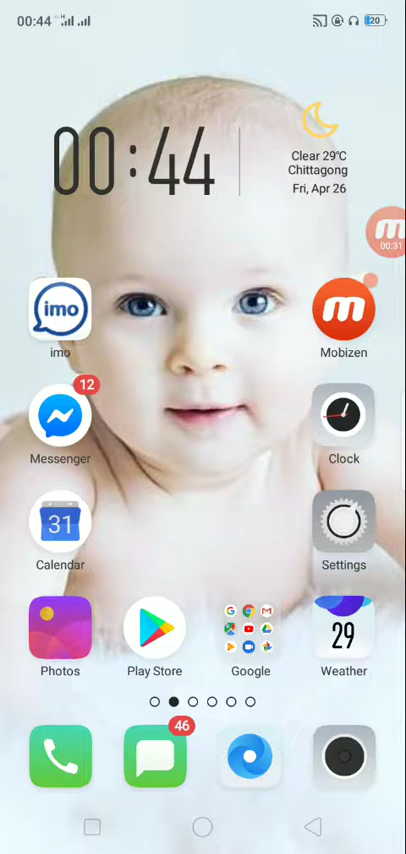 00:44
H
20
00:44
Clear 29°C
Chittagong
Fri, Apr 26
m
00:31
imo
imo
m
Mobizen
12
Messenger
Clock
31
Calendar
Settings
Photos
Play Store
G
Google
29
Weather
46